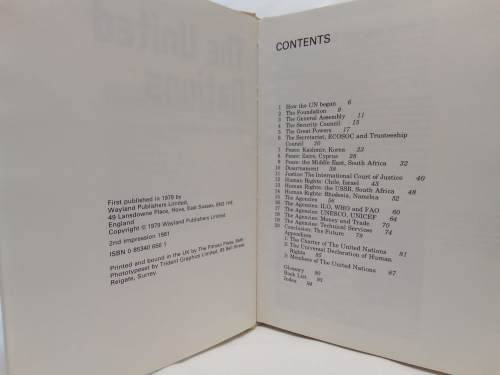 The United
Nations
First published in 1979 by
Wayland Publishers Limited,
49 Lansdowne Place, Hove, East Sussex, BN3 1HF,
England
Copyright © 1979 Wayland Publishers Limited
2nd impression 1981
ISBN 0 85340 656 1
Printed and bound in the UK by The Pitman Press, Bath
Phototypeset by Trident Graphics Limited, Bell Street,
Reigate, Surrey.
CONTENTS
1 How the UN began 6
2 The Foundation 9
3 The General Assembly 11
4 The Security Council 15
5 The Great Powers 17
6 The Secretariat, ECOSOC and Trusteeship
Council 20
7 Peace: Kashmir, Korea 23
8 Peace: Zaire, Cyprus 28
9 Peace: the Middle East, South Africa 32
10 Disarmament 38
11 Justice: The International Court of Justice 40
12 Human Rights: Chile, Israel 43
13 Human Rights: the USSR, South Africa 48
14 Human Rights: Rhodesia, Namibia 52
15 The Agencies 56
16 The Agencies: ILO, WHO and FAO 60
17 The Agencies: UNESCO, UNICEF 64
18 The Agencies: Money and Trade 70
19 The Agencies: Technical Services 74
20 Conclusion: The Future 78
Appendices
1: The Charter of The United Nations 81
2: The Universal Declaration of Human
Rights 85
3: Members of The United Nations 87
Glossary
Book List
Index